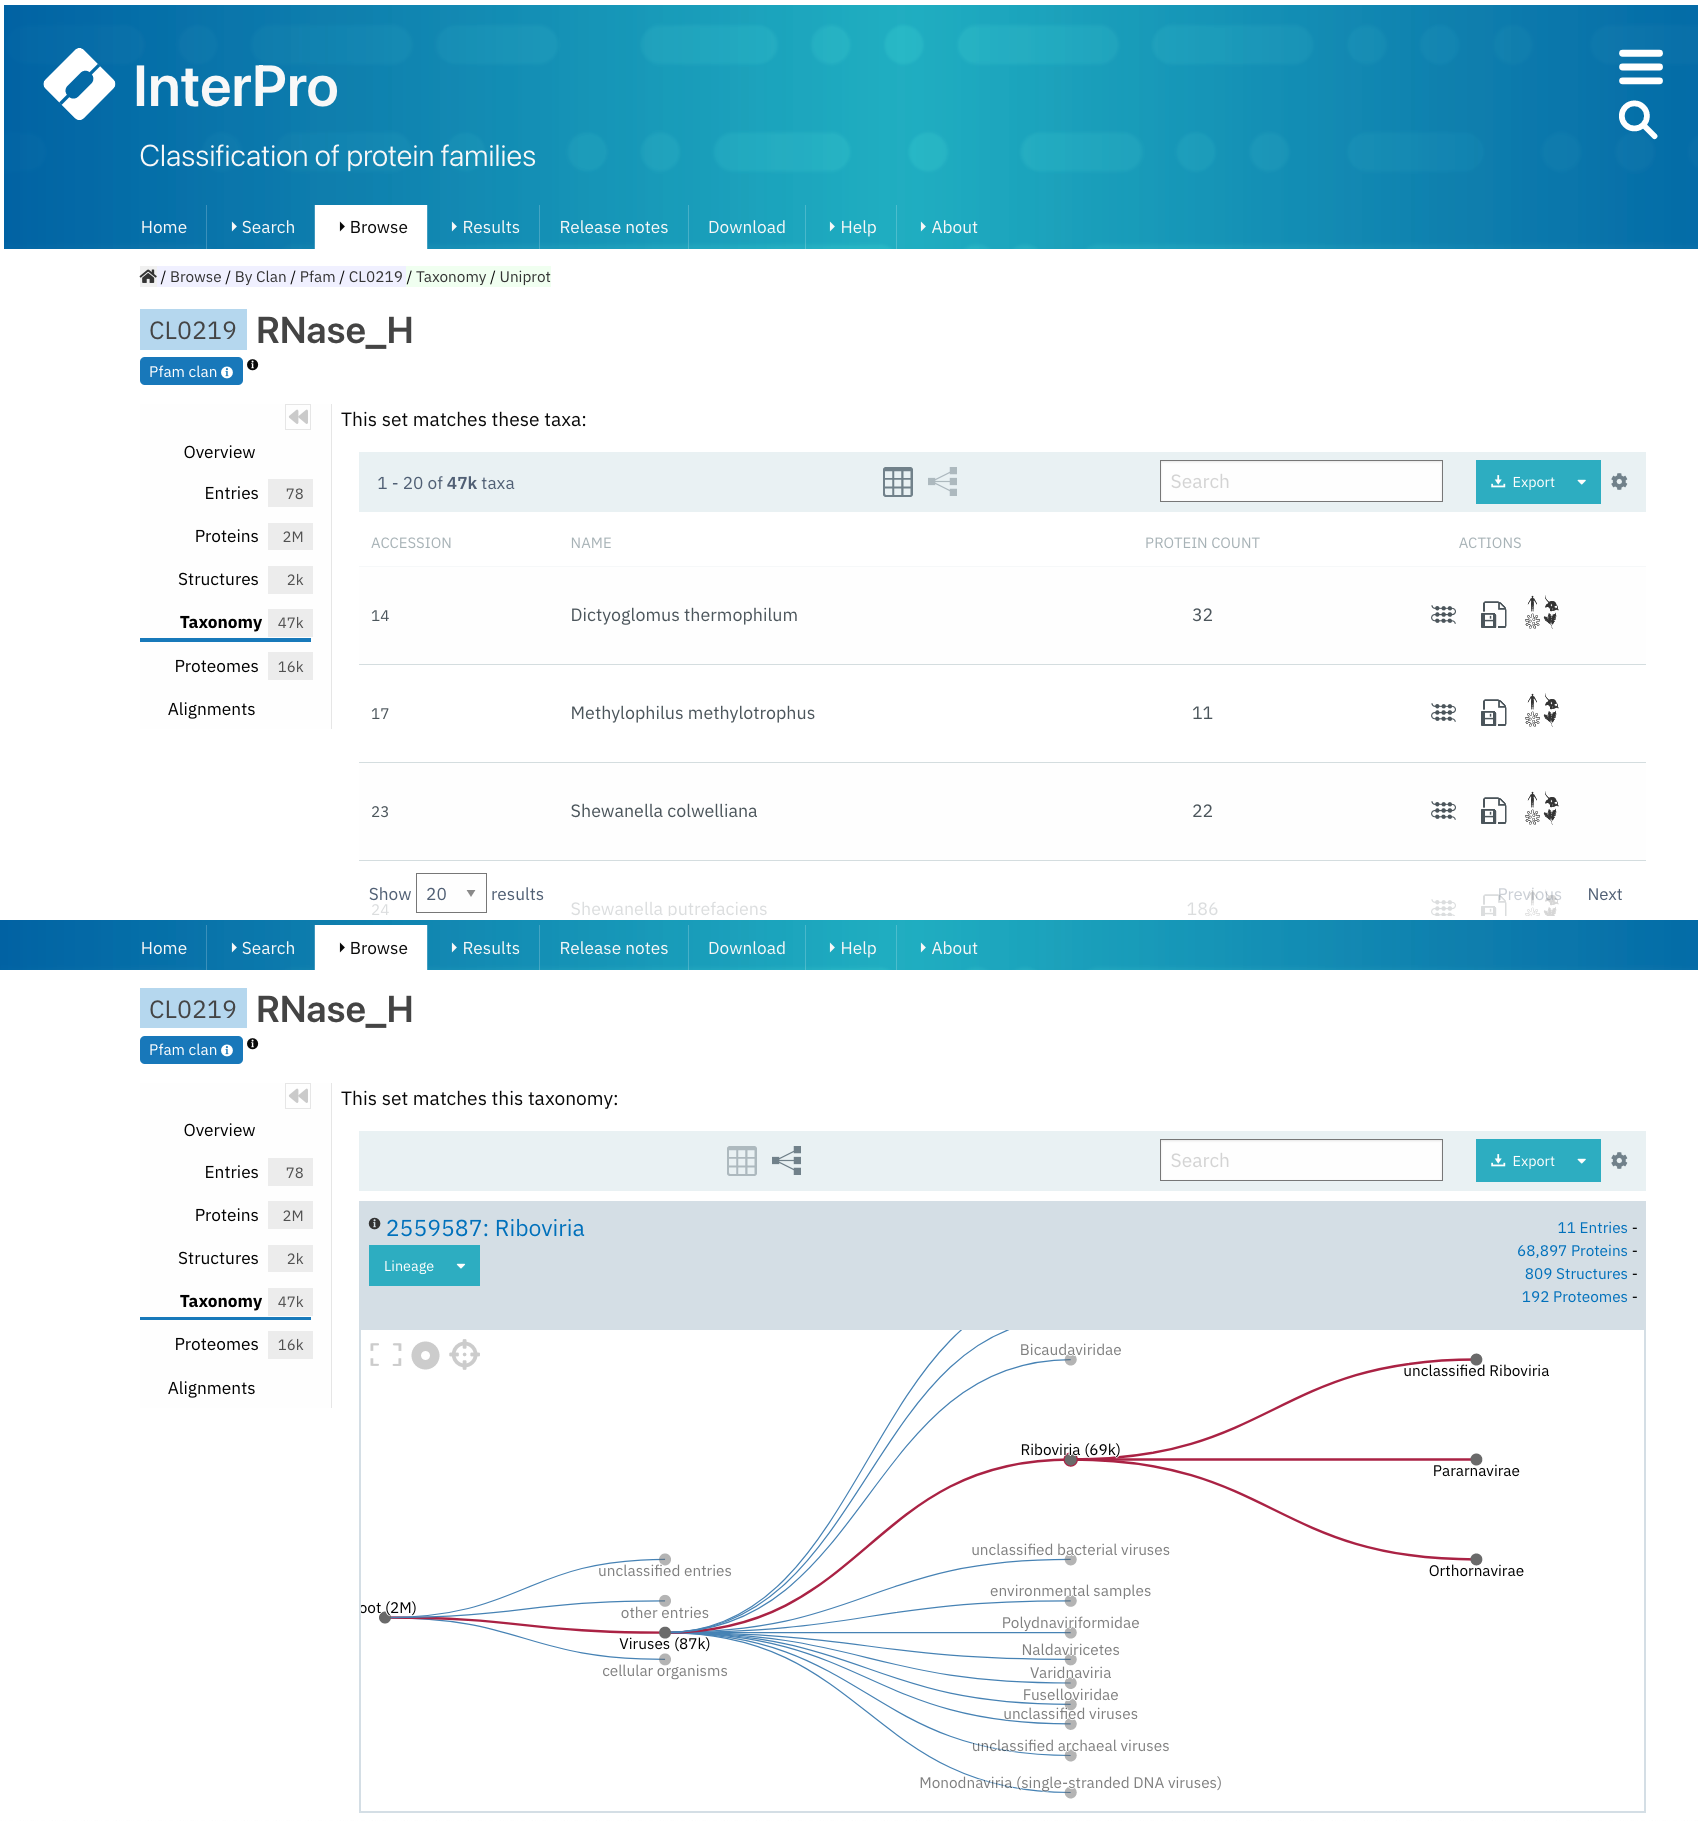 InterPro
Classification of protein families
Home Search Browse Results Release notes Download Help About
/ Browse / By Clan / Pfam / CL0219 / Taxonomy / Uniprot
CL0219 RNase_H
Pfam clan
This set matches these taxa:
Overview
Entries 78
Proteins 2M
Structures 2k
Taxonomy 47k
Proteomes 16k
Alignments
1 - 20 of 47k taxa Search Export
ACCESSION NAME PROTEIN COUNT ACTIONS
14 Dictyoglomus thermophilum 32
17 Methylophilus methylotrophus 11
23 Shewanella colwelliana 22
Show 20 results Previous Next
24 Shewanella putrefaciens 186
Home Search Browse Results Release notes Download Help About
CL0219 RNase_H
Pfam clan
This set matches this taxonomy:
Overview
Entries 78
Proteins 2M
Structures 2k
Taxonomy 47k
Proteomes 16k
Alignments
Search Export
2559587: Riboviria
Lineage
11 Entries -
68,897 Proteins -
809 Structures -
192 Proteomes -
Bicaudaviridae
unclassified Riboviria
Riboviria (69k)
Pararnavirae
unclassified bacterial viruses
unclassified entries
Orthornavirae
environmental samples
oot (2M)
other entries
Polydnaviriformidae
Viruses (87k)
Naldaviricetes
cellular organisms
Varidnaviria
Fuselloviridae
unclassified viruses
unclassified archaeal viruses
Monodnaviria (single-stranded DNA viruses)